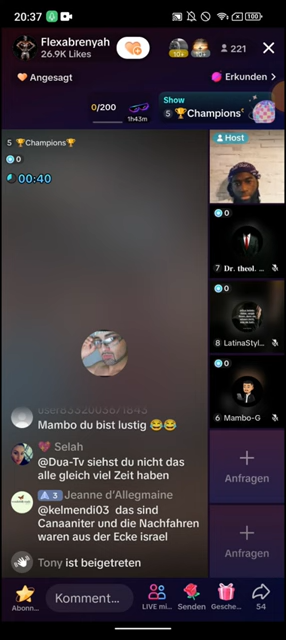 20:37
100
Flexabrenyah
26.9K Likes
10+
10+
221
Angesagt
Erkunden >
0/200
1h43m
Show
5 🏆Champions
5 🏆Champions🏆
0
00:40
Host
0
7 Dr. theol. ...
0
8 LatinaStyl...
0
6 Mambo-G
Anfragen
Anfragen
Mambo du bist lustig 😂😂
💗 Selah
@Dua-Tv siehst du nicht das
alle gleich viel Zeit haben
3 Jeanne d'Allegmaine
@kelmendi03 das sind
Canaaniter und die Nachfahren
waren aus der Ecke israel
Tony ist beigetreten
Abonn...
Komment...
LIVE mi...
Senden
Gesche...
54